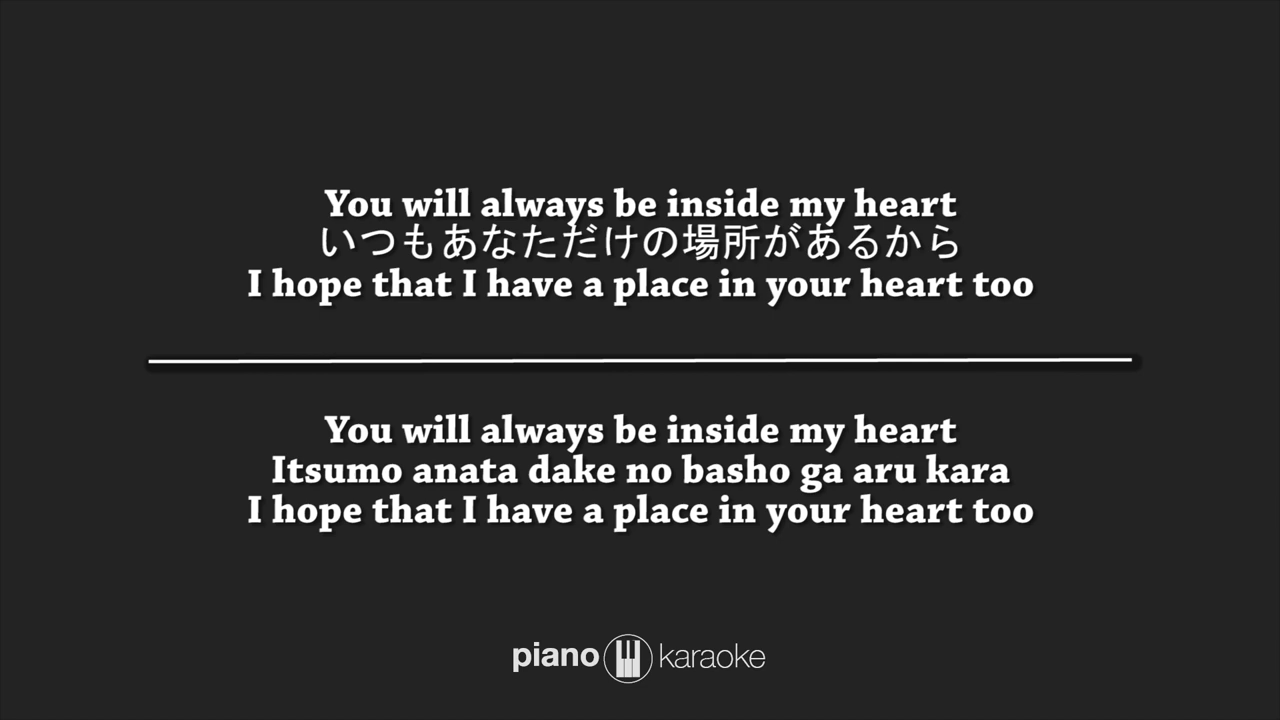 You will always be inside my heart
いつもあなただけの場所があるから
I hope that I have a place in your heart too
You will always be inside my heart
Itsumo anata dake no basho ga aru kara
I hope that I have a place in your heart too
piano karaoke